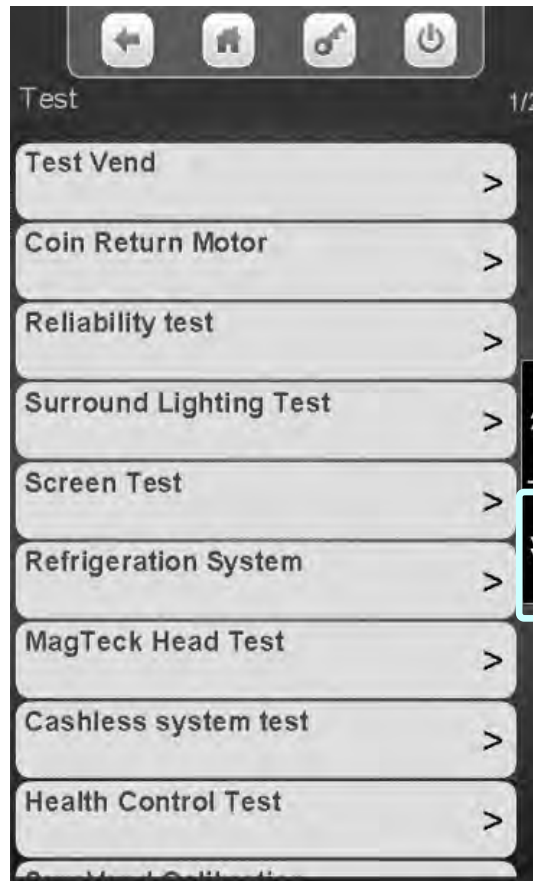 Test
1/2
Test Vend
>
Coin Return Motor
>
Reliability test
>
Surround Lighting Test
>
Screen Test
>
Refrigeration System
>
MagTeck Head Test
>
Cashless system test
>
Health Control Test
>